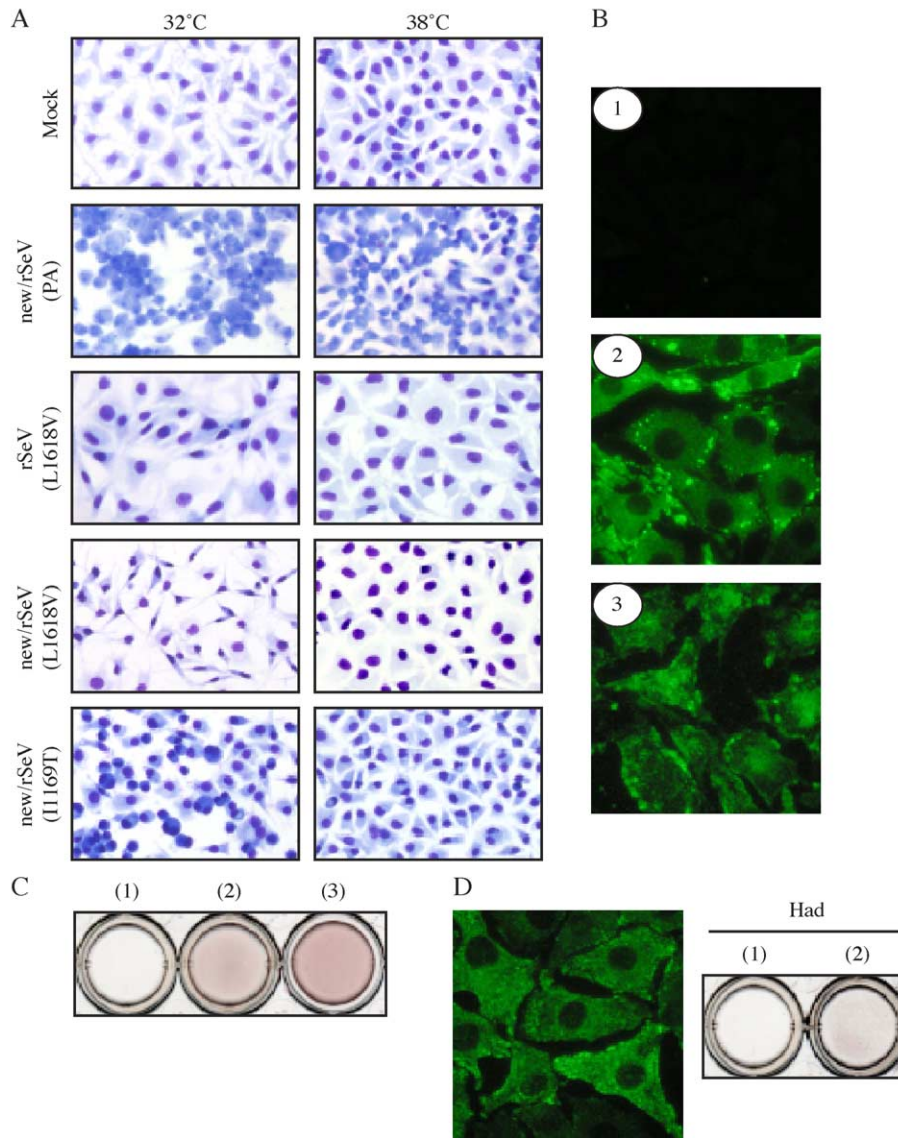 A
32°C
38°C
Mock
new/rSeV
(PA)
rSeV
(L1618V)
new/rSeV
(L1618V)
new/rSeV
(I1169T)
B
1
2
3
C
(1)
(2)
(3)
D
Had
(1)
(2)